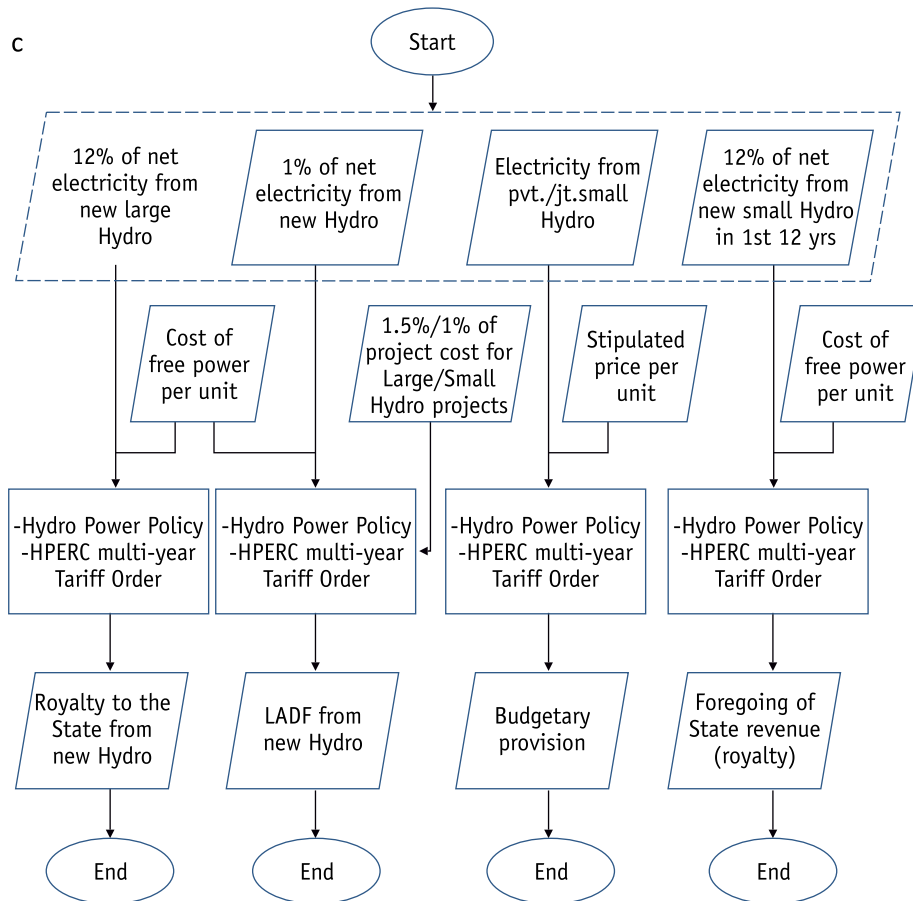 c
Start
12% of net
electricity from
new large
Hydro
1% of net
electricity from
new Hydro
Electricity from
pvt./jt.small
Hydro
12% of net
electricity from
new small Hydro
in 1st 12 yrs
Cost of
free power
per unit
1.5%/1% of
project cost for
Large/Small
Hydro projects
Stipulated
price per
unit
Cost of
free power
per unit
-Hydro Power Policy
-HPERC multi-year
Tariff Order
-Hydro Power Policy
-HPERC multi-year
Tariff Order
-Hydro Power Policy
-HPERC multi-year
Tariff Order
-Hydro Power Policy
-HPERC multi-year
Tariff Order
Royalty to the
State from
new Hydro
LADF from
new Hydro
Budgetary
provision
Foregoing of
State revenue
(royalty)
End
End
End
End